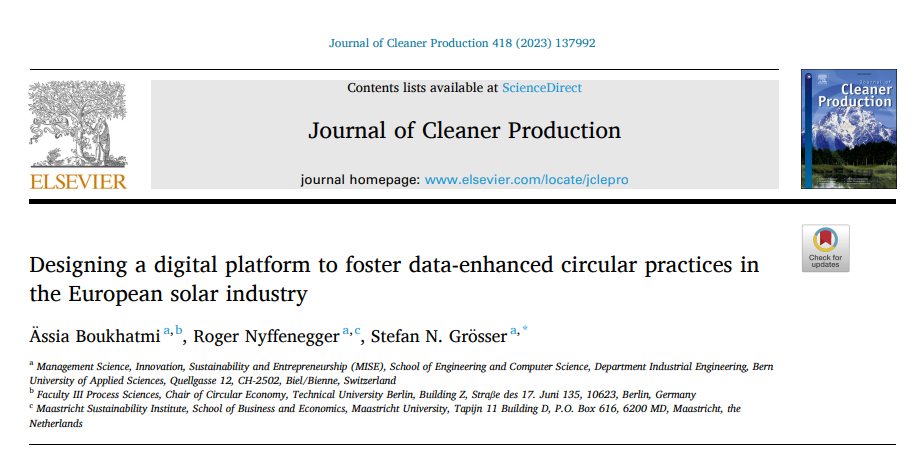 Journal of Cleaner Production 418 (2023) 137992
Contents lists available at ScienceDirect
Journal of Cleaner Production
journal homepage: www.elsevier.com/locate/jclepro
ELSEVIER
Journal of
Cleaner
Production
Check for
updates
Designing a digital platform to foster data-enhanced circular practices in
the European solar industry
Ässia Boukhatmi a,b, Roger Nyffenegger a,c, Stefan N. Grösser a,*
a Management Science, Innovation, Sustainability and Entrepreneurship (MISE), School of Engineering and Computer Science, Department Industrial Engineering, Bern
University of Applied Sciences, Quellgasse 12, CH-2502, Biel/Bienne, Switzerland
b Faculty III Process Sciences, Chair of Circular Economy, Technical University Berlin, Building Z, Straße des 17. Juni 135, 10623, Berlin, Germany
c Maastricht Sustainability Institute, School of Business and Economics, Maastricht University, Tapijn 11 Building D, P.O. Box 616, 6200 MD, Maastricht, the
Netherlands